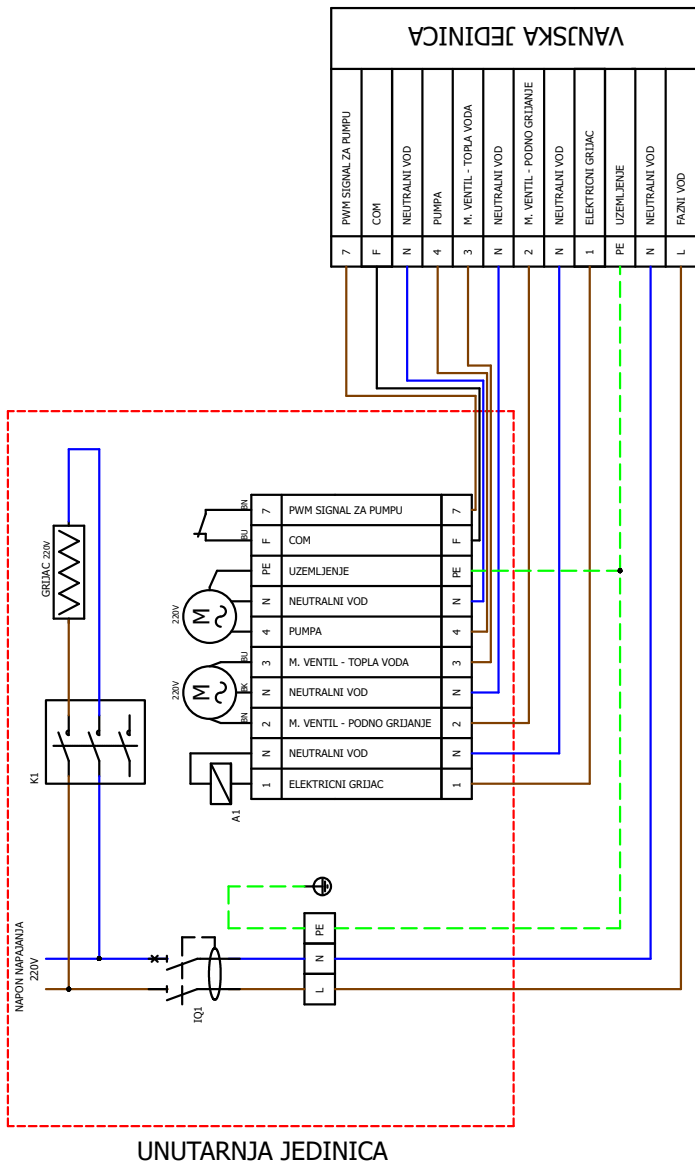 VANJSKA JEDINICA
7 PWM SIGNAL ZA PUMPU
F COM
N NEUTRALNI VOD
4 PUMPA
3 M. VENTIL - TOPLA VODA
N NEUTRALNI VOD
2 M. VENTIL - PODNO GRIJANJE
N NEUTRALNI VOD
1 ELEKTRICNI GRIJAC
PE UZEMLJENJE
N NEUTRALNI VOD
L FAZNI VOD
GRIJAC 220V
K1
BN 7 PWM SIGNAL ZA PUMPU 7
BU F COM F
PE UZEMLJENJE PE
N NEUTRALNI VOD N
220V
M
4 PUMPA 4
BU 3 M. VENTIL - TOPLA VODA 3
220V
M
BK N NEUTRALNI VOD N
BN 2 M. VENTIL - PODNO GRIJANJE 2
N NEUTRALNI VOD N
1 ELEKTRICNI GRIJAC 1
A1
NAPON NAPAJANJA
220V
IQ1
PE
N
L
UNUTARNJA JEDINICA